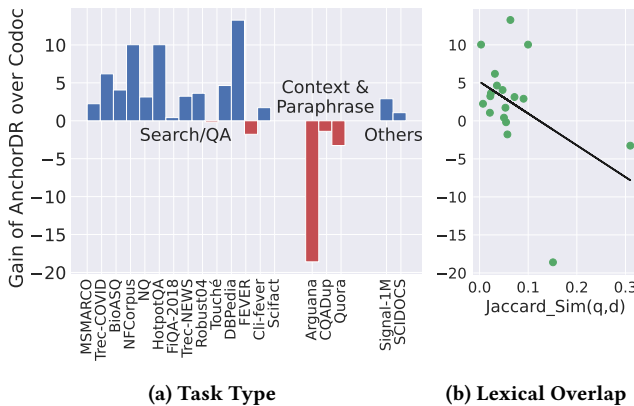 Gain of AnchorDR over Codoc
10
5
0
−5
−10
−15
−20
Search/QA
Context &
Paraphrase
Others
MSMARCO
Trec-COVID
BioASQ
NFCorpus
NQ
HotpotQA
FiQA-2018
Trec-NEWS
Robust04
Touché
DBPedia
FEVER
Cli-fever
Scifact
Arguana
CQADup
Quora
Signal-1M
SCIDOCS
(a) Task Type
10
5
0
−5
−10
−15
−20
0.0
0.1
0.2
0.3
Jaccard_Sim(q,d)
(b) Lexical Overlap